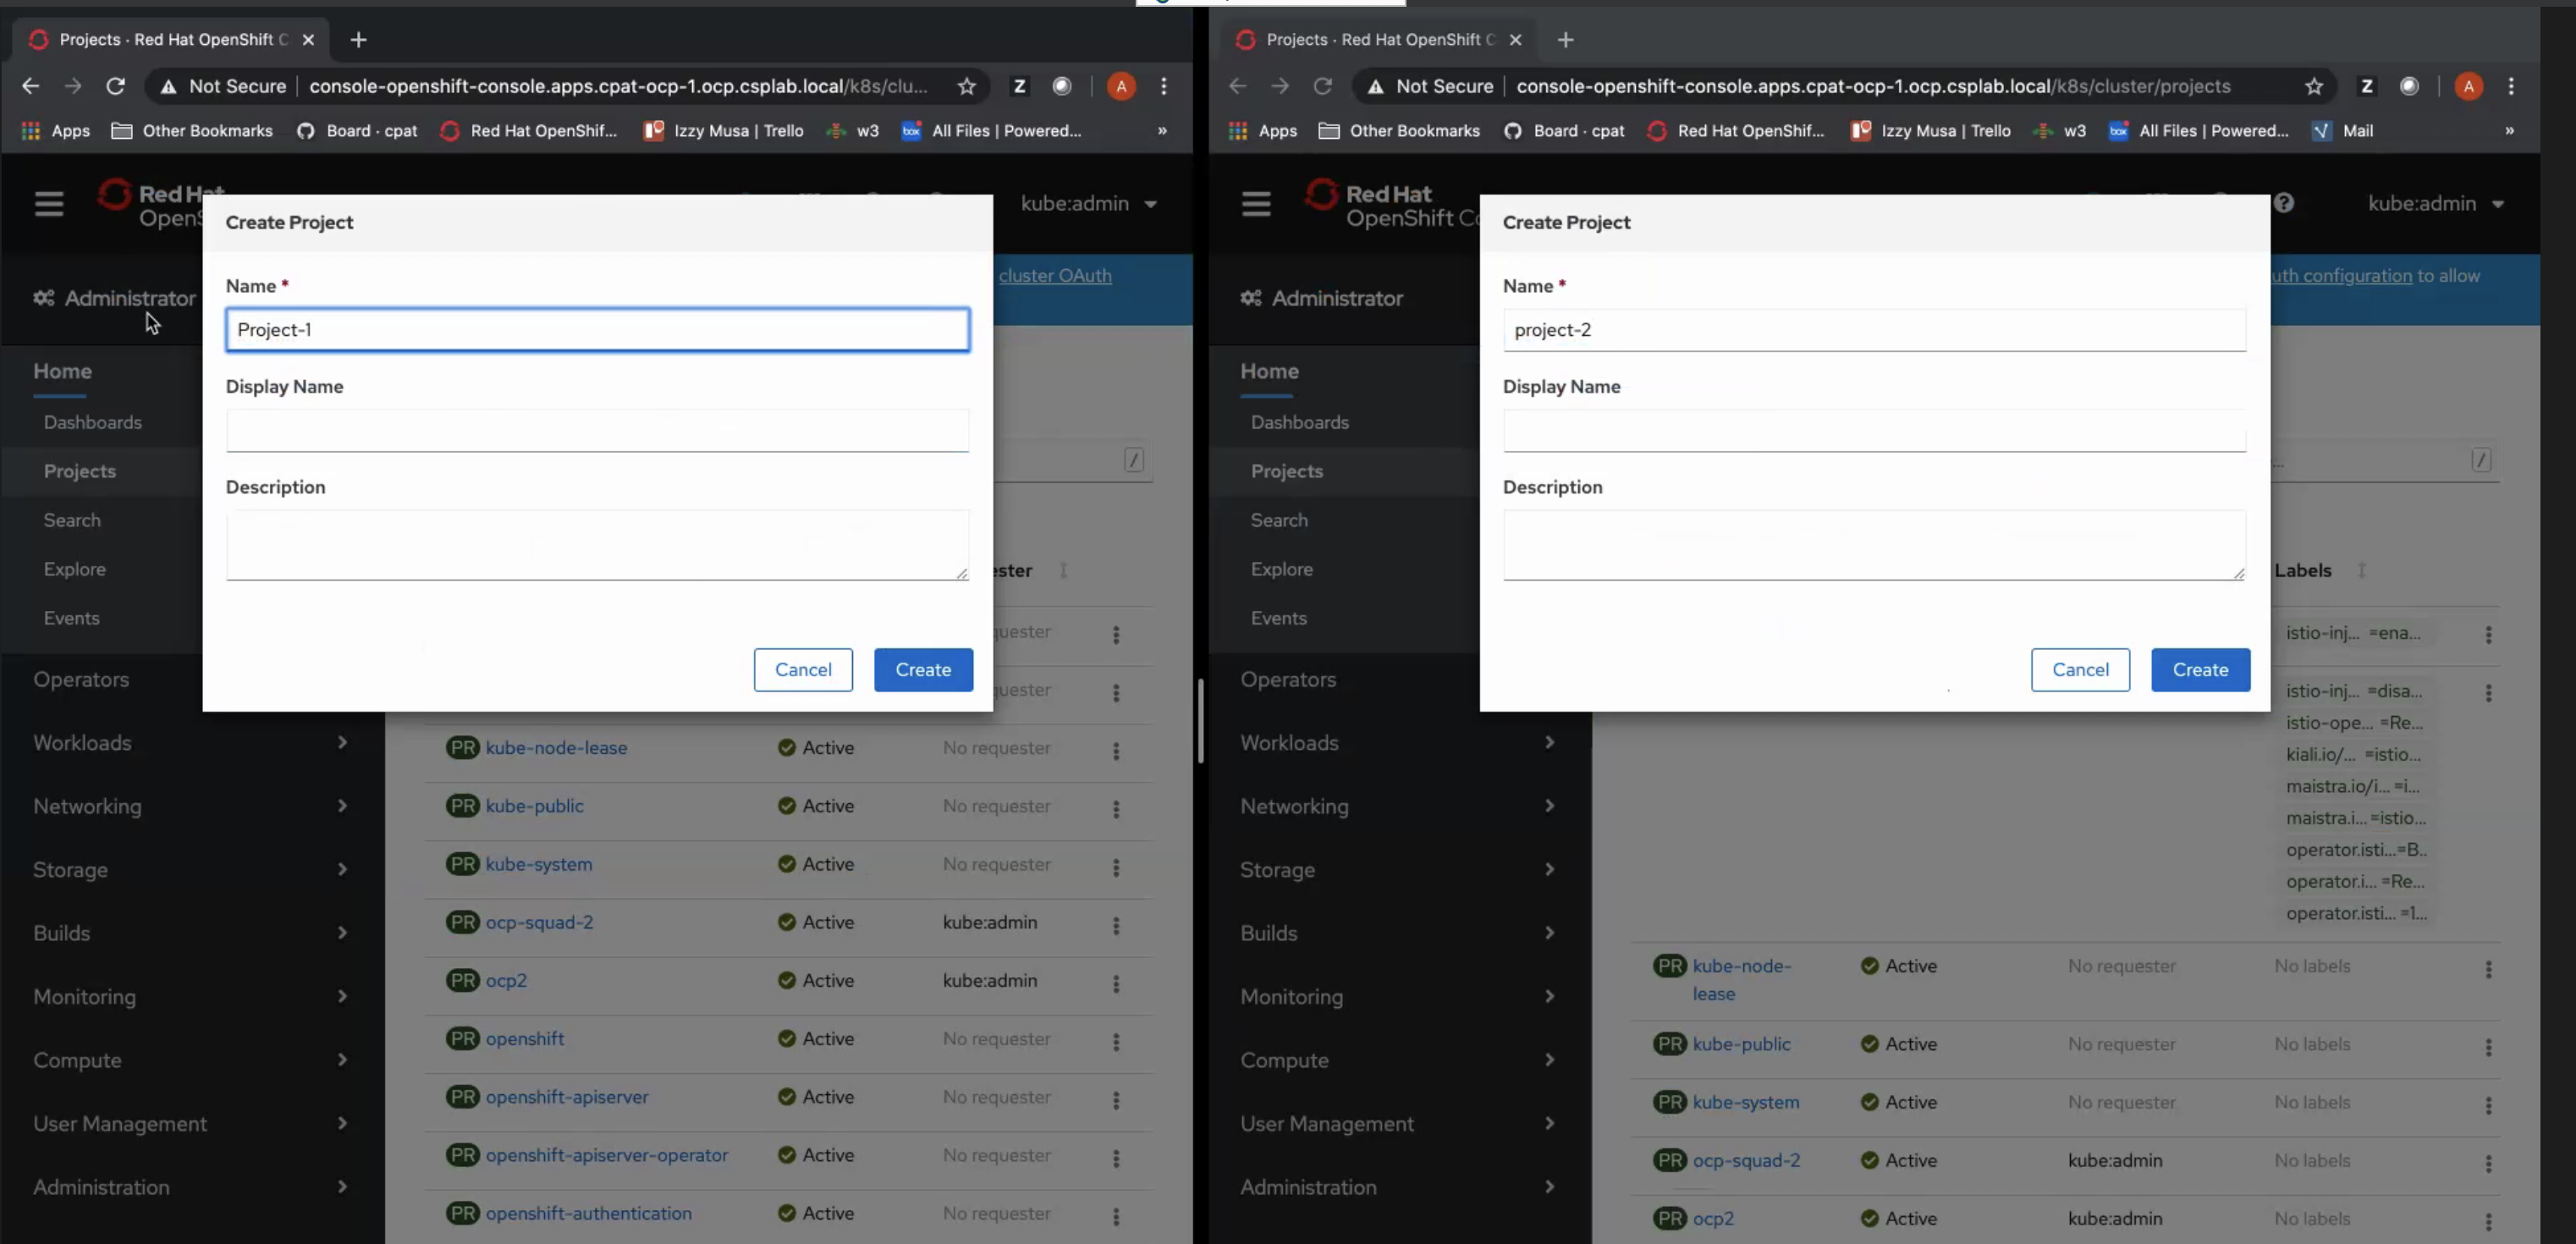 Projects · Red Hat OpenShift C
Not Secure
console-openshift-console.apps.cpat-ocp-1.ocp.csplab.local/k8s/clu...
Z
A
Apps
Other Bookmarks
Board · cpat
Red Hat OpenShif...
Izzy Musa | Trello
w3
box
All Files | Powered...
»
Red Hat
OpenS
kube:admin
Create Project
Name *
Project-1
Display Name
Description
Cancel
Create
cluster OAuth
Administrator
Home
Dashboards
Projects
Search
Explore
Events
Operators
Workloads
Networking
Storage
Builds
Monitoring
Compute
User Management
Administration
/
ester
quester
quester
PR kube-node-lease Active No requester
PR kube-public Active No requester
PR kube-system Active No requester
PR ocp-squad-2 Active kube:admin
PR ocp2 Active kube:admin
PR openshift Active No requester
PR openshift-apiserver Active No requester
PR openshift-apiserver-operator Active No requester
PR openshift-authentication Active No requester
Projects · Red Hat OpenShift C
Not Secure
console-openshift-console.apps.cpat-ocp-1.ocp.csplab.local/k8s/cluster/projects
Z
A
Apps
Other Bookmarks
Board · cpat
Red Hat OpenShif...
Izzy Musa | Trello
w3
box
All Files | Powered...
Mail
»
Red Hat
OpenShift Co
?
kube:admin
Create Project
Name *
project-2
Display Name
Description
Cancel
Create
uth configuration to allow
Administrator
Home
Dashboards
Projects
Search
Explore
Events
Operators
Workloads
Networking
Storage
Builds
Monitoring
Compute
User Management
Administration
...
/
Labels
istio-inj... =ena...
istio-inj... =disa...
istio-ope... =Re...
kiali.io/... =istio...
maistra.io/i... =i...
maistra.i... =istio...
operator.isti...=B..
operator.i... =Re...
operator.isti... =1...
PR kube-node-
lease Active No requester No labels
PR kube-public Active No requester No labels
PR kube-system Active No requester No labels
PR ocp-squad-2 Active kube:admin No labels
PR ocp2 Active kube:admin No labels